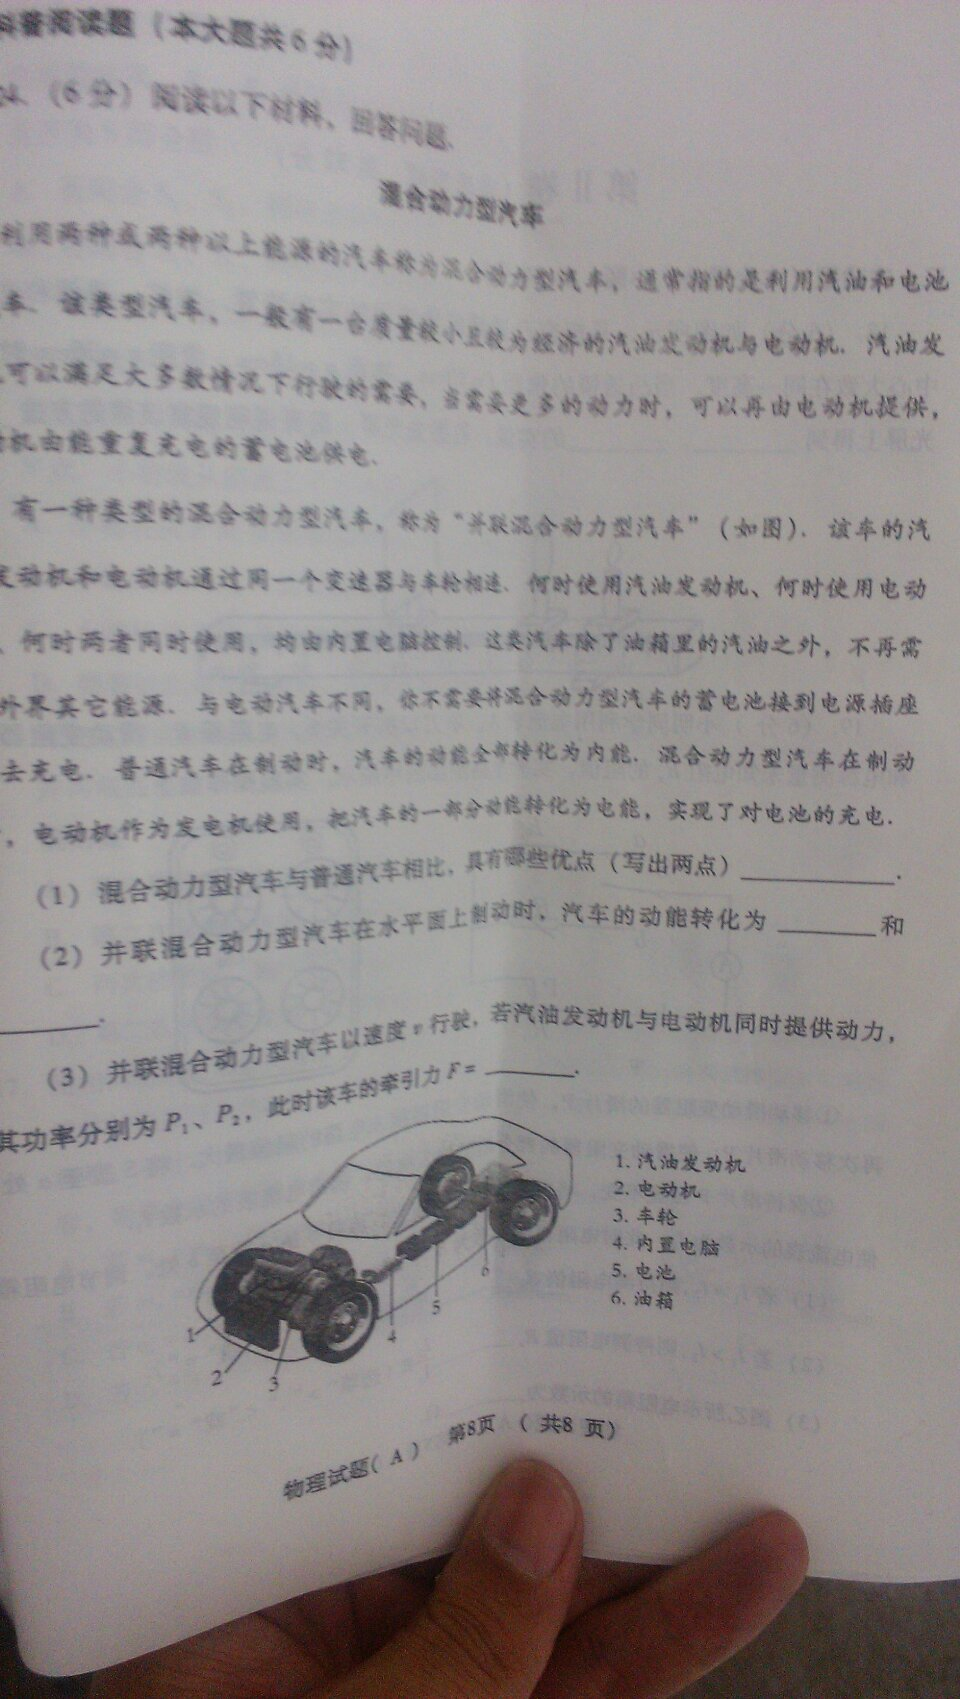 科普阅读题（本大题共6分）
4.（6分）阅读以下材料，回答问题.
混合动力型汽车
利用两种或两种以上能源的汽车称为混合动力型汽车，通常指的是利用汽油和电池
车. 该类型汽车，一般有一台质量较小且较为经济的汽油发动机与电动机. 汽油发
可以满足大多数情况下行驶的需要，当需要更多的动力时，可以再由电动机提供，
机由能重复充电的蓄电池供电.
有一种类型的混合动力型汽车，称为“并联混合动力型汽车”（如图）. 该车的汽
发动机和电动机通过同一个变速器与车轮相连. 何时使用汽油发动机、何时使用电动
、何时两者同时使用，均由内置电脑控制. 这类汽车除了油箱里的汽油之外，不再需
外界其它能源. 与电动汽车不同，你不需要将混合动力型汽车的蓄电池接到电源插座
去充电. 普通汽车在制动时，汽车的动能全部转化为内能. 混合动力型汽车在制动
，电动机作为发电机使用，把汽车的一部分动能转化为电能，实现了对电池的充电.
（1）混合动力型汽车与普通汽车相比，具有哪些优点（写出两点）____________.
（2）并联混合动力型汽车在水平面上制动时，汽车的动能转化为 ________和
________.
（3）并联混合动力型汽车以速度 v 行驶，若汽油发动机与电动机同时提供动力，
其功率分别为 P₁、P₂，此时该车的牵引力 F = ________.
1. 汽油发动机
2. 电动机
3. 车轮
4. 内置电脑
5. 电池
6. 油箱
1
2
3
4
5
6
物理试题（ A ） 第8页 （ 共8 页）